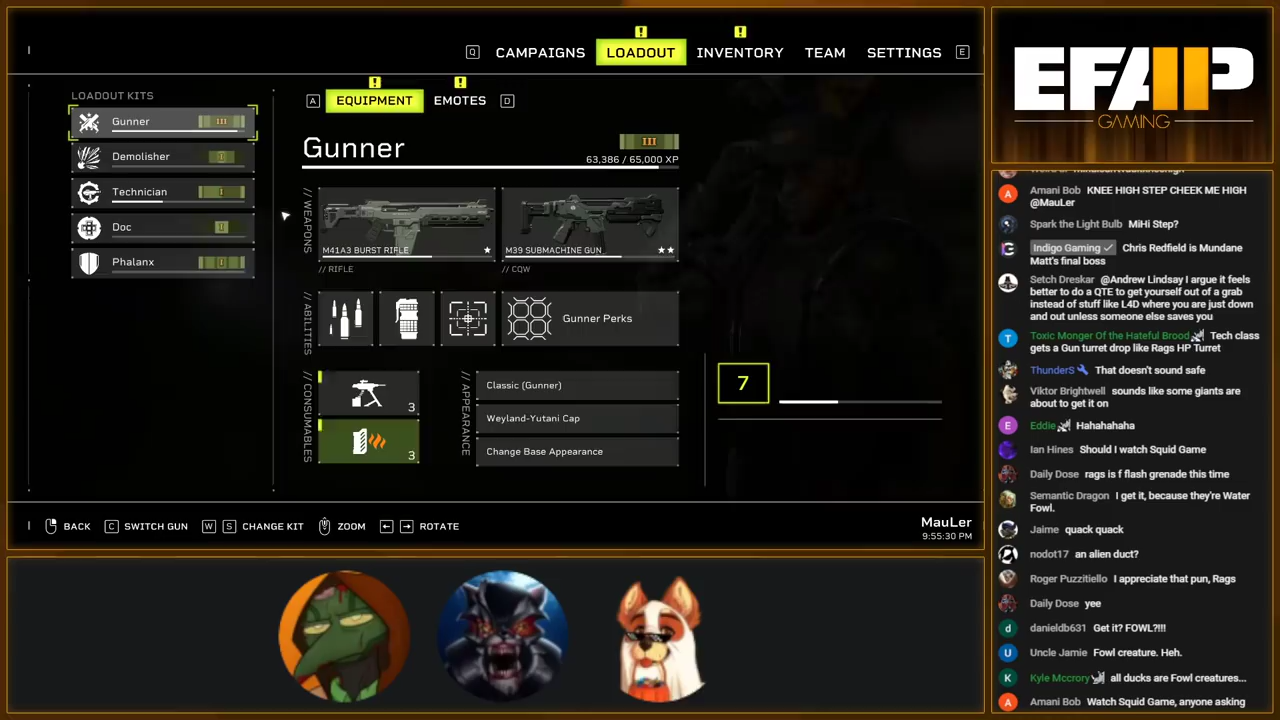 Q CAMPAIGNS LOADOUT INVENTORY TEAM SETTINGS E
LOADOUT KITS
Gunner III
Demolisher I
Technician I
Doc I
Phalanx I
A EQUIPMENT EMOTES D
Gunner III
63,386 / 65,000 XP
// WEAPONS
M41A3 BURST RIFLE
M39 SUBMACHINE GUN
// RIFLE
// CQW
// ABILITIES
Gunner Perks
// CONSUMABLES
3
3
// APPEARANCE
Classic (Gunner)
Weyland-Yutani Cap
Change Base Appearance
7
BACK C SWITCH GUN W S CHANGE KIT ZOOM ROTATE
MauLer
9:55:30 PM
EFAP
GAMING
Amani Bob KNEE HIGH STEP CHEEK ME HIGH
@MauLer
Spark the Light Bulb MiHi Step?
Indigo Gaming Chris Redfield is Mundane
Matt's final boss
Setch Dreskar @Andrew Lindsay I argue it feels
better to do a QTE to get yourself out of a grab
instead of stuff like L4D where you are just down
and out unless someone else saves you
Toxic Monger Of the Hateful Brood Tech class
gets a Gun turret drop like Rags HP Turret
ThunderS That doesn't sound safe
Viktor Brightwell sounds like some giants are
about to get it on
Eddie Hahahahaha
Ian Hines Should I watch Squid Game
Daily Dose rags is f flash grenade this time
Semantic Dragon I get it, because they're Water
Fowl.
Jaime quack quack
nodot17 an alien duct?
Roger Puzzitiello I appreciate that pun, Rags
Daily Dose yee
danieldb631 Get it? FOWL?!!!
Uncle Jamie Fowl creature. Heh.
Kyle Mccrory all ducks are Fowl creatures...
Amani Bob Watch Squid Game, anyone asking